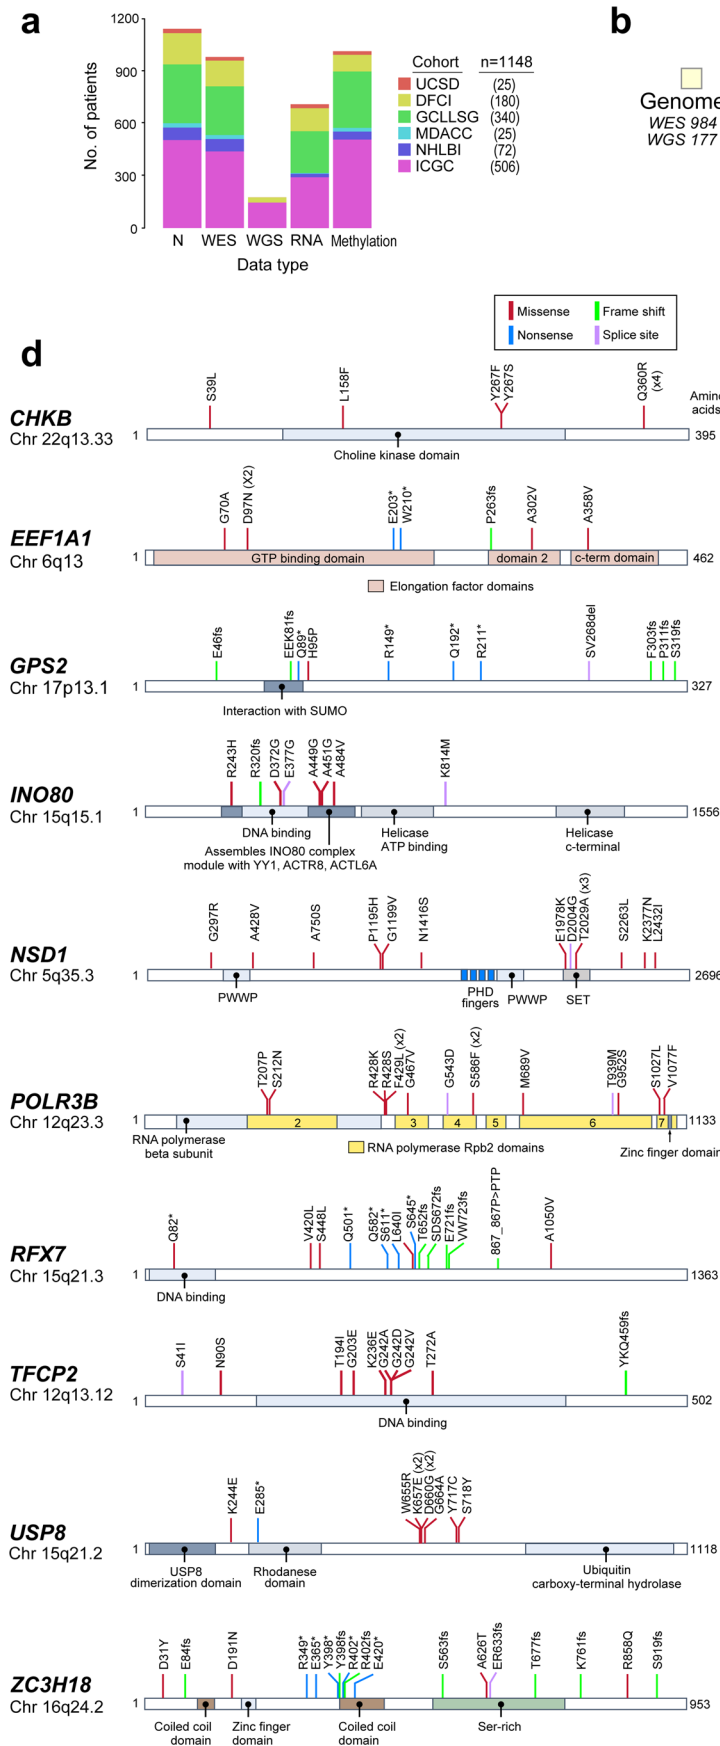 a
b
1200
900
600
300
0
No. of patients
N
WES
WGS
RNA
Methylation
Data type
Cohort n=1148
UCSD (25)
DFCI (180)
GCLLSG (340)
MDACC (25)
NHLBI (72)
ICGC (506)
Genome
WES 984
WGS 177
Missense
Frame shift
Nonsense
Splice site
d
CHKB
Chr 22q13.33
S39L
L158F
Y267F
Y267S
Q360R
(x4)
Amino
acids
1
395
Choline kinase domain
EEF1A1
Chr 6q13
G70A
D97N (X2)
E203*
W210*
P263fs
A302V
A358V
1
GTP binding domain
domain 2
c-term domain
462
Elongation factor domains
GPS2
Chr 17p13.1
E46fs
EEK81fs
Q89*
H95P
R149*
Q192*
R211*
SV268del
F303fs
P311fs
S319fs
1
327
Interaction with SUMO
INO80
Chr 15q15.1
R243H
R320fs
D372G
E377G
A449G
A451G
A484V
K814M
1
1556
DNA binding
Assembles INO80 complex
module with YY1, ACTR8, ACTL6A
Helicase
ATP binding
Helicase
c-terminal
NSD1
Chr 5q35.3
G297R
A428V
A750S
P1195H
G1199V
N1416S
E1978K
D2004G
T2029A (x3)
S2263L
K2377N
L2432I
1
2696
PWWP
PHD
fingers
PWWP
SET
POLR3B
Chr 12q23.3
T207P
S212N
R428K
R428S
F429L (x2)
G467V
G543D
S586F (x2)
M689V
T939M
G952S
S1027L
V1077F
1
2
3
4
5
6
7
1133
RNA polymerase
beta subunit
RNA polymerase Rpb2 domains
Zinc finger domain
RFX7
Chr 15q21.3
Q82*
V420L
S448L
Q501*
Q582*
S611*
L640I
S645*
T652fs
SDS672fs
E721fs
VW723fs
867_867P>PTP
A1050V
1
1363
DNA binding
TFCP2
Chr 12q13.12
S41I
N90S
T194I
G203E
K236E
G242A
G242D
G242V
T272A
YKQ459fs
1
502
DNA binding
USP8
Chr 15q21.2
K244E
E285*
W655R
K657E (x2)
D660G (x2)
G664A
Y717C
S718Y
1
1118
USP8
dimerization domain
Rhodanese
domain
Ubiquitin
carboxy-terminal hydrolase
ZC3H18
Chr 16q24.2
D31Y
E84fs
D191N
R349*
E365*
Y398*
Y398fs
R402*
R402fs
E420*
S563fs
A626T
ER633fs
T677fs
K761fs
R858Q
S919fs
1
953
Coiled coil
domain
Zinc finger
domain
Coiled coil
domain
Ser-rich